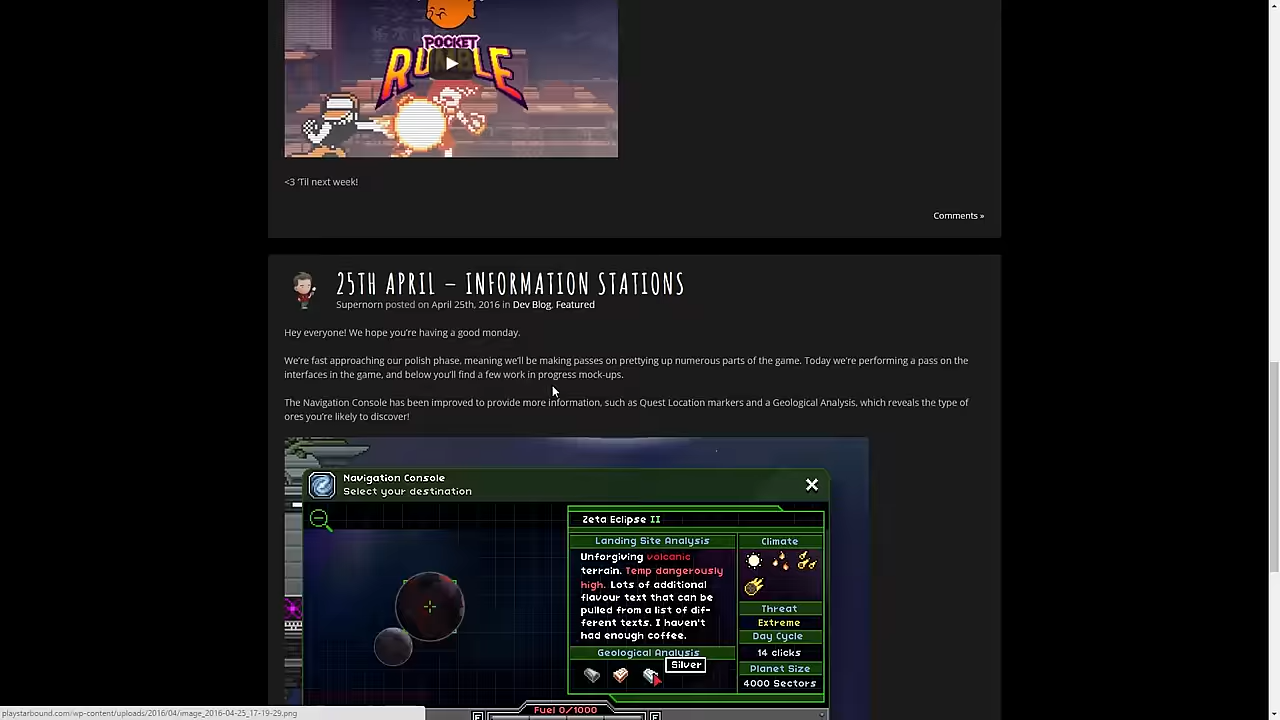 POCKET
RUMBLE
<3 'Til next week!
Comments »
25TH APRIL – INFORMATION STATIONS
Supernorn posted on April 25th, 2016 in Dev Blog, Featured
Hey everyone! We hope you're having a good monday.
We're fast approaching our polish phase, meaning we'll be making passes on prettying up numerous parts of the game. Today we're performing a pass on the
interfaces in the game, and below you'll find a few work in progress mock-ups.
The Navigation Console has been improved to provide more information, such as Quest Location markers and a Geological Analysis, which reveals the type of
ores you're likely to discover!
Navigation Console
Select your destination
Zeta Eclipse II
Landing Site Analysis
Unforgiving volcanic
terrain. Temp dangerously
high. Lots of additional
flavour text that can be
pulled from a list of dif-
ferent texts. I haven't
had enough coffee.
Geological Analysis
Silver
Climate
Threat
Extreme
Day Cycle
14 clicks
Planet Size
4000 Sectors
Fuel 0/1000
F
F
playstarbound.com/wp-content/uploads/2016/04/image_2016-04-25_17-19-29.png